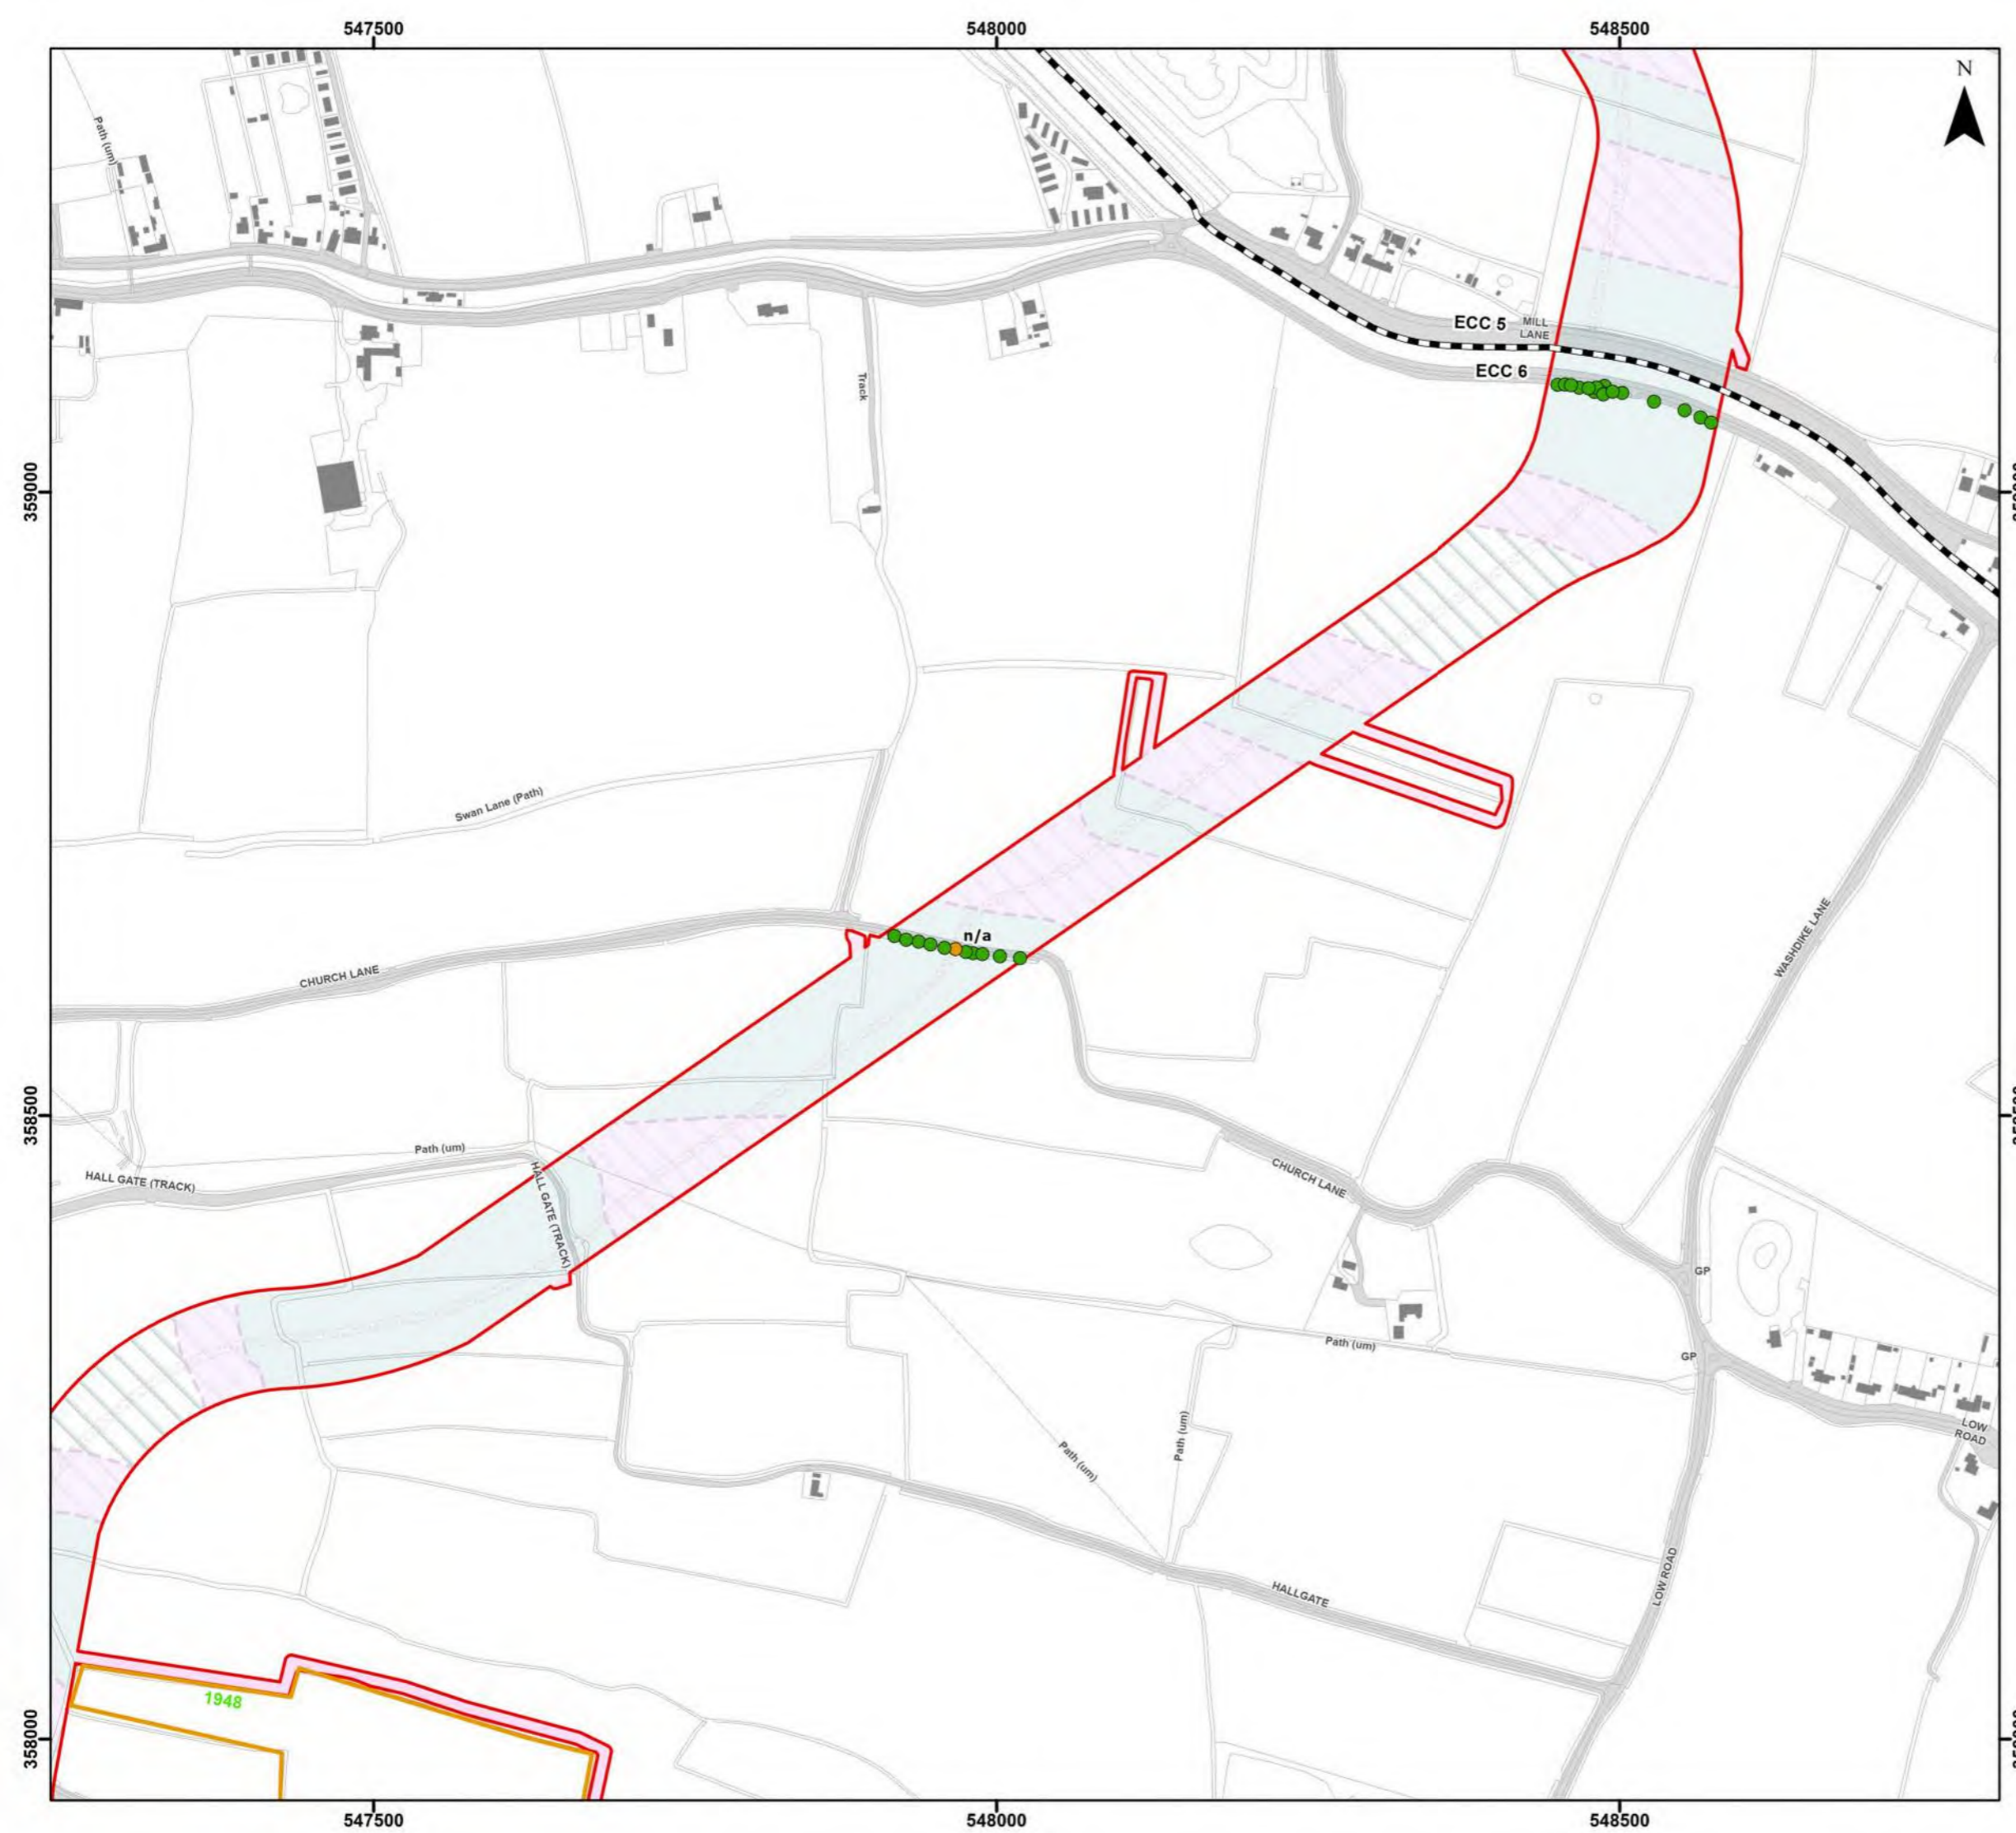 547500
548000
548500
N
Path (um)
ECC 5
MILL
LANE
ECC 6
Track
359000
Swan Lane (Path)
n/a
CHURCH LANE
WASHDIKE LANE
358500
Path (um)
HALL GATE (TRACK)
HALL GATE (TRACK)
CHURCH LANE
GP
Path (um)
GP
Path (um)
Path (um)
LOW
ROAD
HALLGATE
LOW ROAD
1948
358000
547500
548000
548500